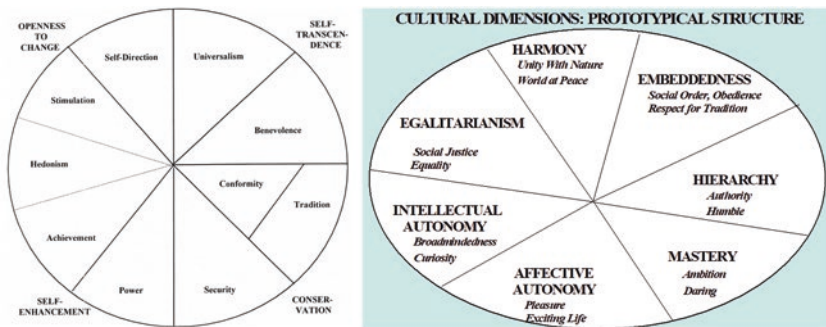 OPENNESS
TO
CHANGE
SELF-
TRANSCEN-
DENCE
Self-Direction
Universalism
Stimulation
Benevolence
Hedonism
Conformity
Tradition
Achievement
Power
Security
SELF-
ENHANCEMENT
CONSER-
VATION
CULTURAL DIMENSIONS: PROTOTYPICAL STRUCTURE
HARMONY
Unity With Nature
World at Peace
EMBEDDEDNESS
Social Order, Obedience
Respect for Tradition
EGALITARIANISM
Social Justice
Equality
HIERARCHY
Authority
Humble
INTELLECTUAL
AUTONOMY
Broadmindedness
Curiosity
MASTERY
Ambition
Daring
AFFECTIVE
AUTONOMY
Pleasure
Exciting Life